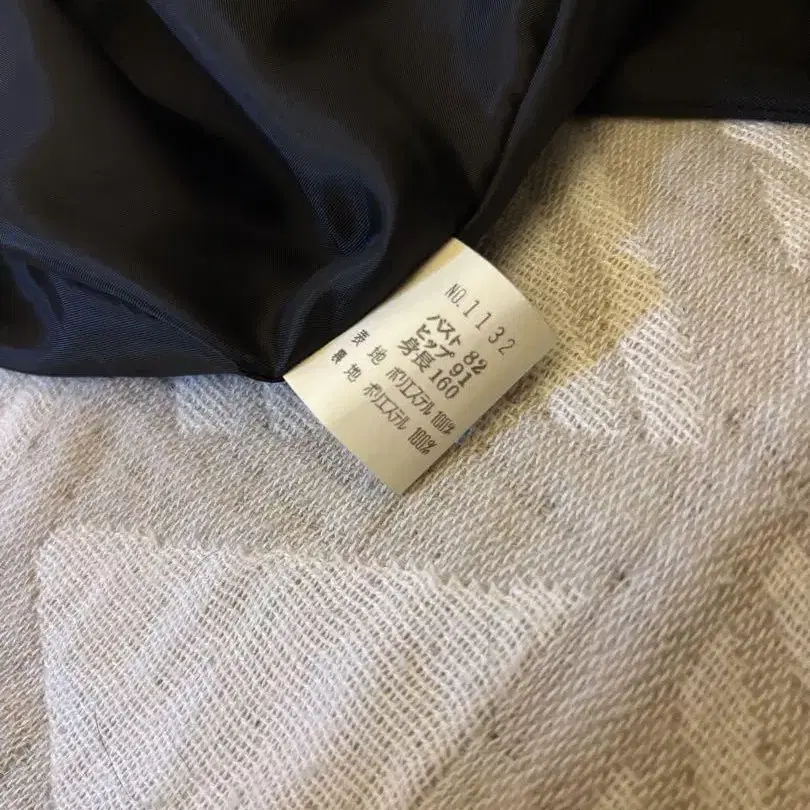 NO.1132
バスト 82
ヒップ 91
身長 160
表地 ポリエステル 100%
裏地 ポリエステル 100%